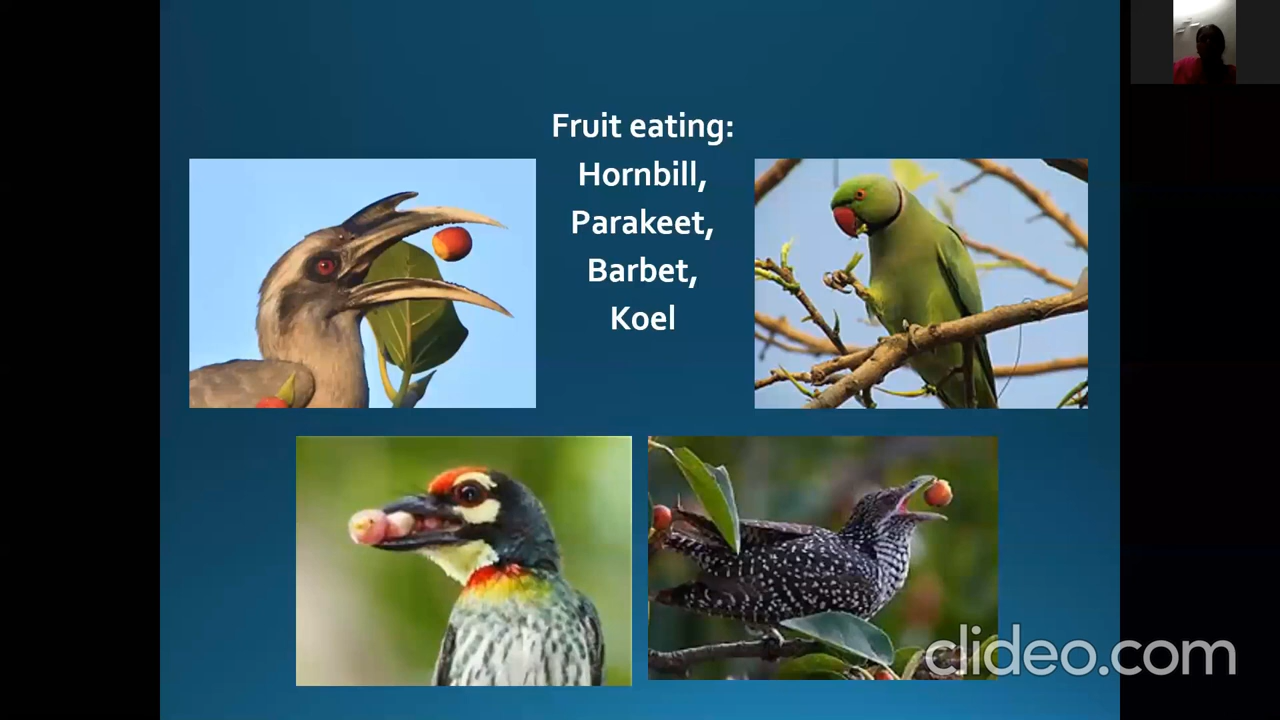 Fruit eating:
Hornbill,
Parakeet,
Barbet,
Koel
clideo.com